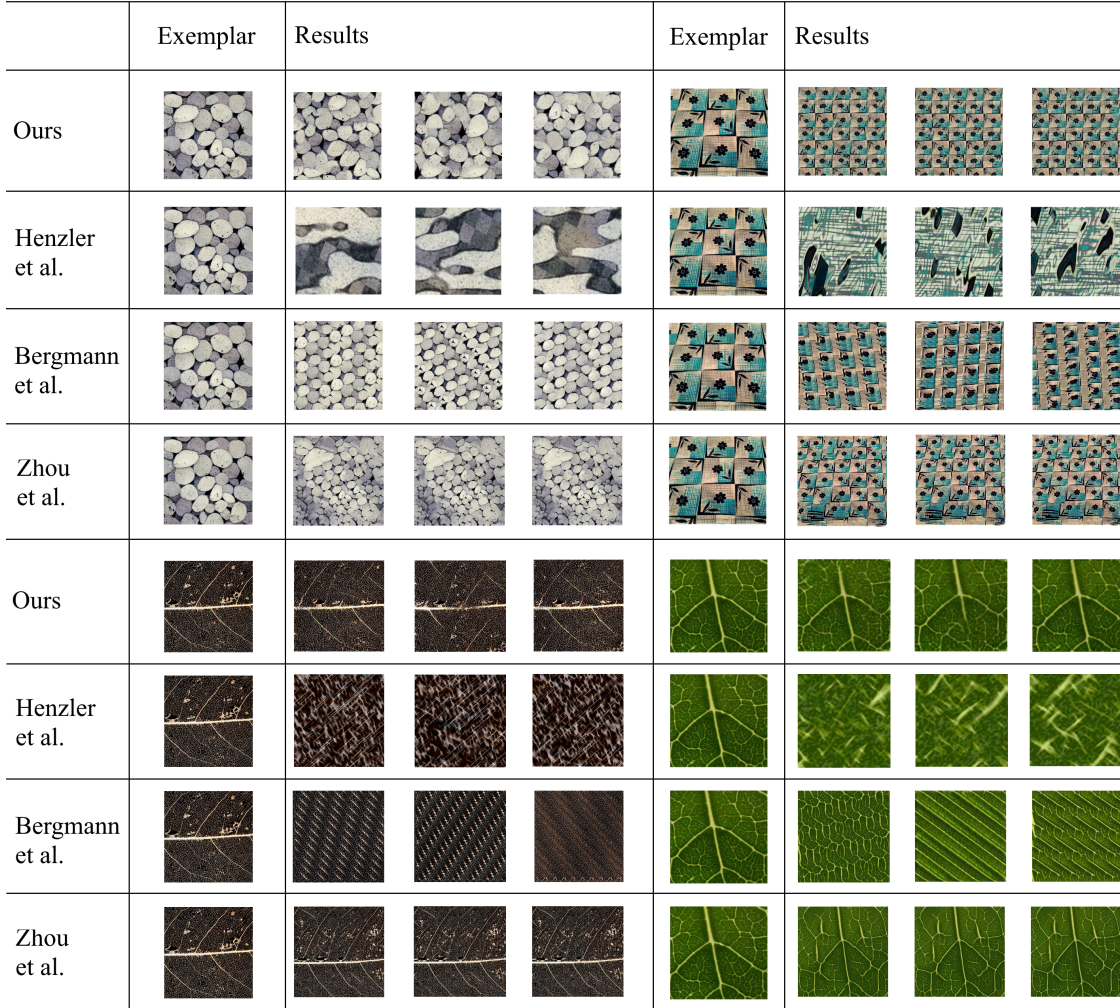 Exemplar Results Exemplar Results
Ours
Henzler
et al.
Bergmann
et al.
Zhou
et al.
Ours
Henzler
et al.
Bergmann
et al.
Zhou
et al.